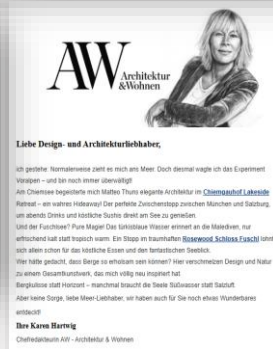 AW Architektur
&Wohnen
Liebe Design- und Architekturliebhaber,
ich gestehe: Normalerweise zieht es mich ans Meer. Doch diesmal wagte ich das Experiment
Voralpen – und bin noch immer überwältigt!
Am Chiemsee begeisterte mich Matteo Thuns elegante Architektur im Chiemgauhof Lakeside
Retreat – ein wahres Hideaway! Der perfekte Zwischenstopp zwischen München und Salzburg,
um abends Drinks und köstliche Sushis direkt am See zu genießen.
Und der Fuschlsee? Pure Magie! Das türkisblaue Wasser erinnert an die Malediven, nur
erfrischend kalt statt tropisch warm. Ein Stopp im traumhaften Rosewood Schloss Fuschl lohnt
sich allein schon für das köstliche Essen und den fantastischen Seeblick.
Wer hätte gedacht, dass Berge so erholsam sein können? Hier verschmelzen Design und Natur
zu einem Gesamtkunstwerk, das mich völlig neu inspiriert hat.
Bergkulisse statt Horizont – manchmal braucht die Seele Süßwasser statt Salzluft.
Aber keine Sorge, liebe Meer-Liebhaber, wir haben auch für Sie noch etwas Wunderbares
entdeckt!
Ihre Karen Hartwig
Chefredakteurin AW - Architektur & Wohnen